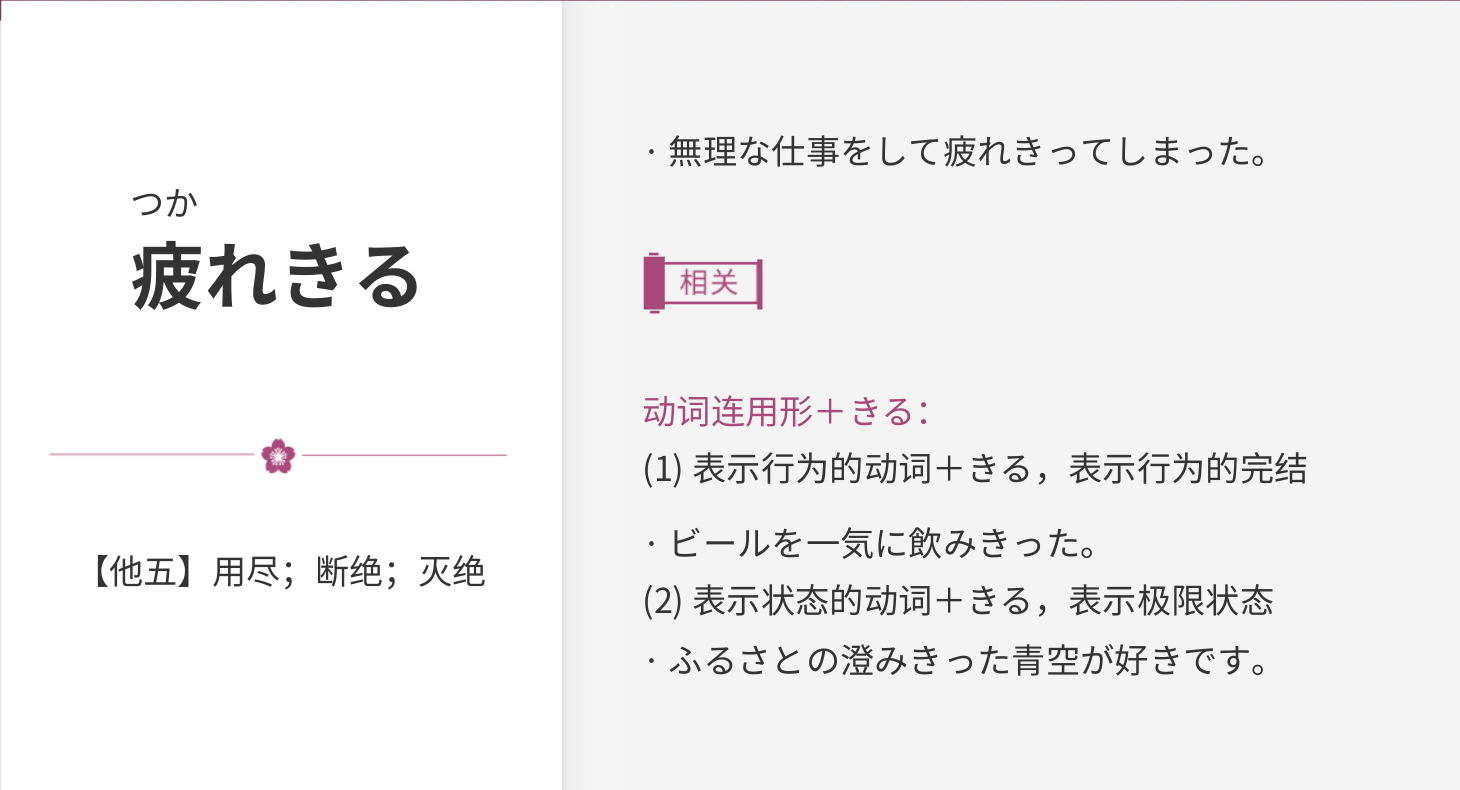 つか
疲れきる
【他五】用尽；断绝；灭绝
· 無理な仕事をして疲れきってしまった。
相关
动词连用形＋きる：
(1) 表示行为的动词＋きる，表示行为的完结
· ビールを一気に飲みきった。
(2) 表示状态的动词＋きる，表示极限状态
· ふるさとの澄みきった青空が好きです。